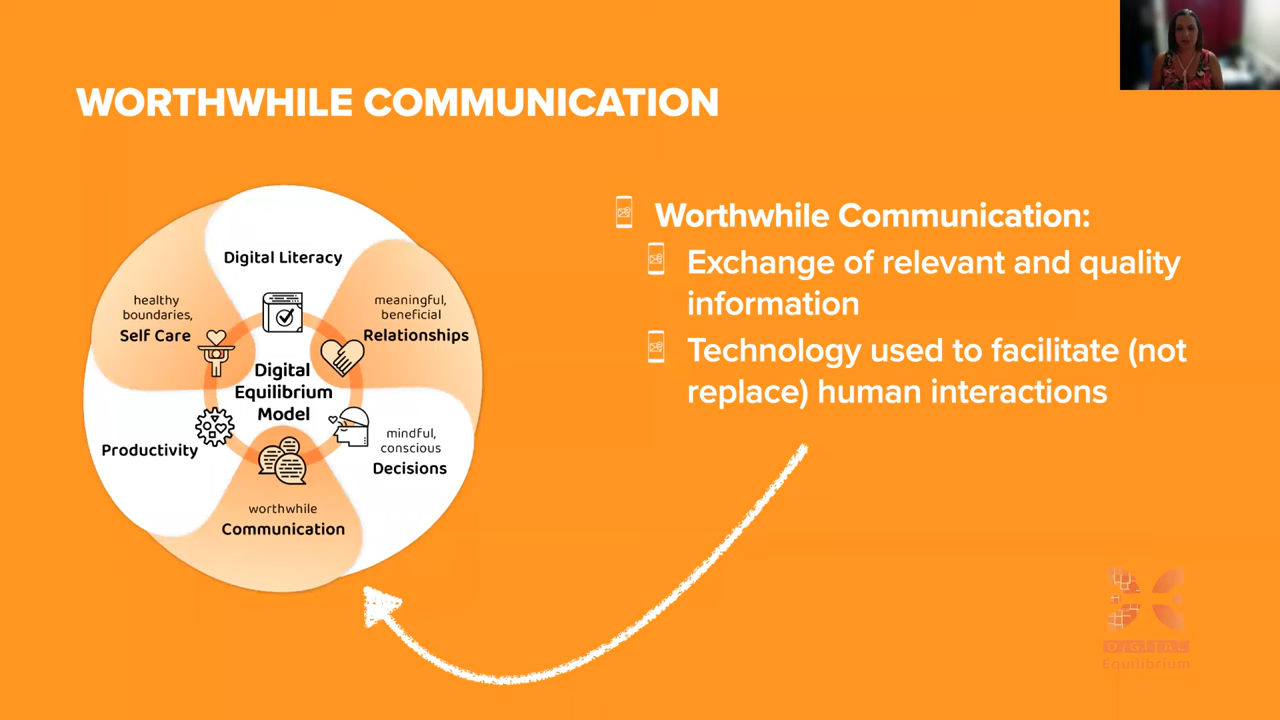 WORTHWHILE COMMUNICATION
Digital Literacy
healthy
boundaries,
Self Care
meaningful,
beneficial
Relationships
Digital
Equilibrium
Model
Productivity
mindful,
conscious
Decisions
worthwhile
Communication
Worthwhile Communication:
Exchange of relevant and quality
information
Technology used to facilitate (not
replace) human interactions
DIGITAL
Equilibrium